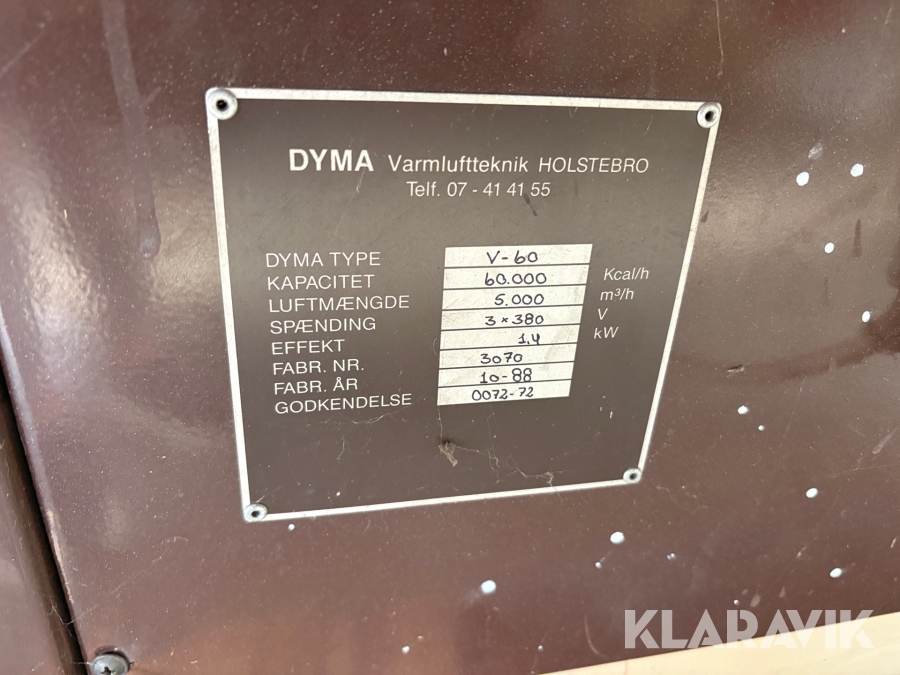 DYMA Varmluftteknik HOLSTEBRO
Telf. 07 - 41 41 55
DYMA TYPE V-60
KAPACITET 60.000 Kcal/h
LUFTMÆNGDE 5.000 m³/h
SPÆNDING 3×380 V
EFFEKT 1,4 kW
FABR. NR. 3070
FABR. ÅR 10-88
GODKENDELSE 0072-72
KLARAVIK